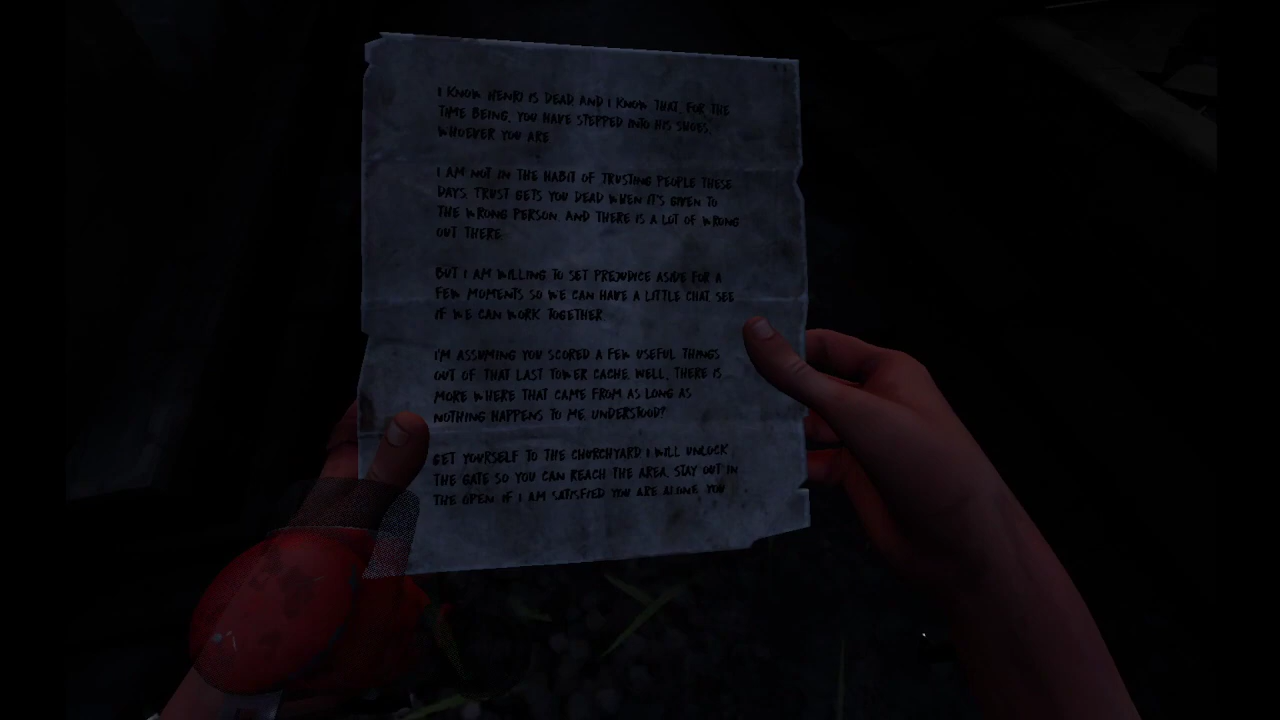 I KNOW HENRI IS DEAD. AND I KNOW THAT, FOR THE
TIME BEING, YOU HAVE STEPPED INTO HIS SHOES,
WHOEVER YOU ARE.
I AM NOT IN THE HABIT OF TRUSTING PEOPLE THESE
DAYS. TRUST GETS YOU DEAD WHEN IT'S GIVEN TO
THE WRONG PERSON. AND THERE IS A LOT OF WRONG
OUT THERE.
BUT I AM WILLING TO SET PREJUDICE ASIDE FOR A
FEW MOMENTS SO WE CAN HAVE A LITTLE CHAT. SEE
IF WE CAN WORK TOGETHER.
I'M ASSUMING YOU SCORED A FEW USEFUL THINGS
OUT OF THAT LAST TOWER CACHE. WELL, THERE IS
MORE WHERE THAT CAME FROM AS LONG AS
NOTHING HAPPENS TO ME. UNDERSTOOD?
GET YOURSELF TO THE CHURCHYARD. I WILL UNLOCK
THE GATE SO YOU CAN REACH THE AREA. STAY OUT IN
THE OPEN. IF I AM SATISFIED YOU ARE ALONE, YOU